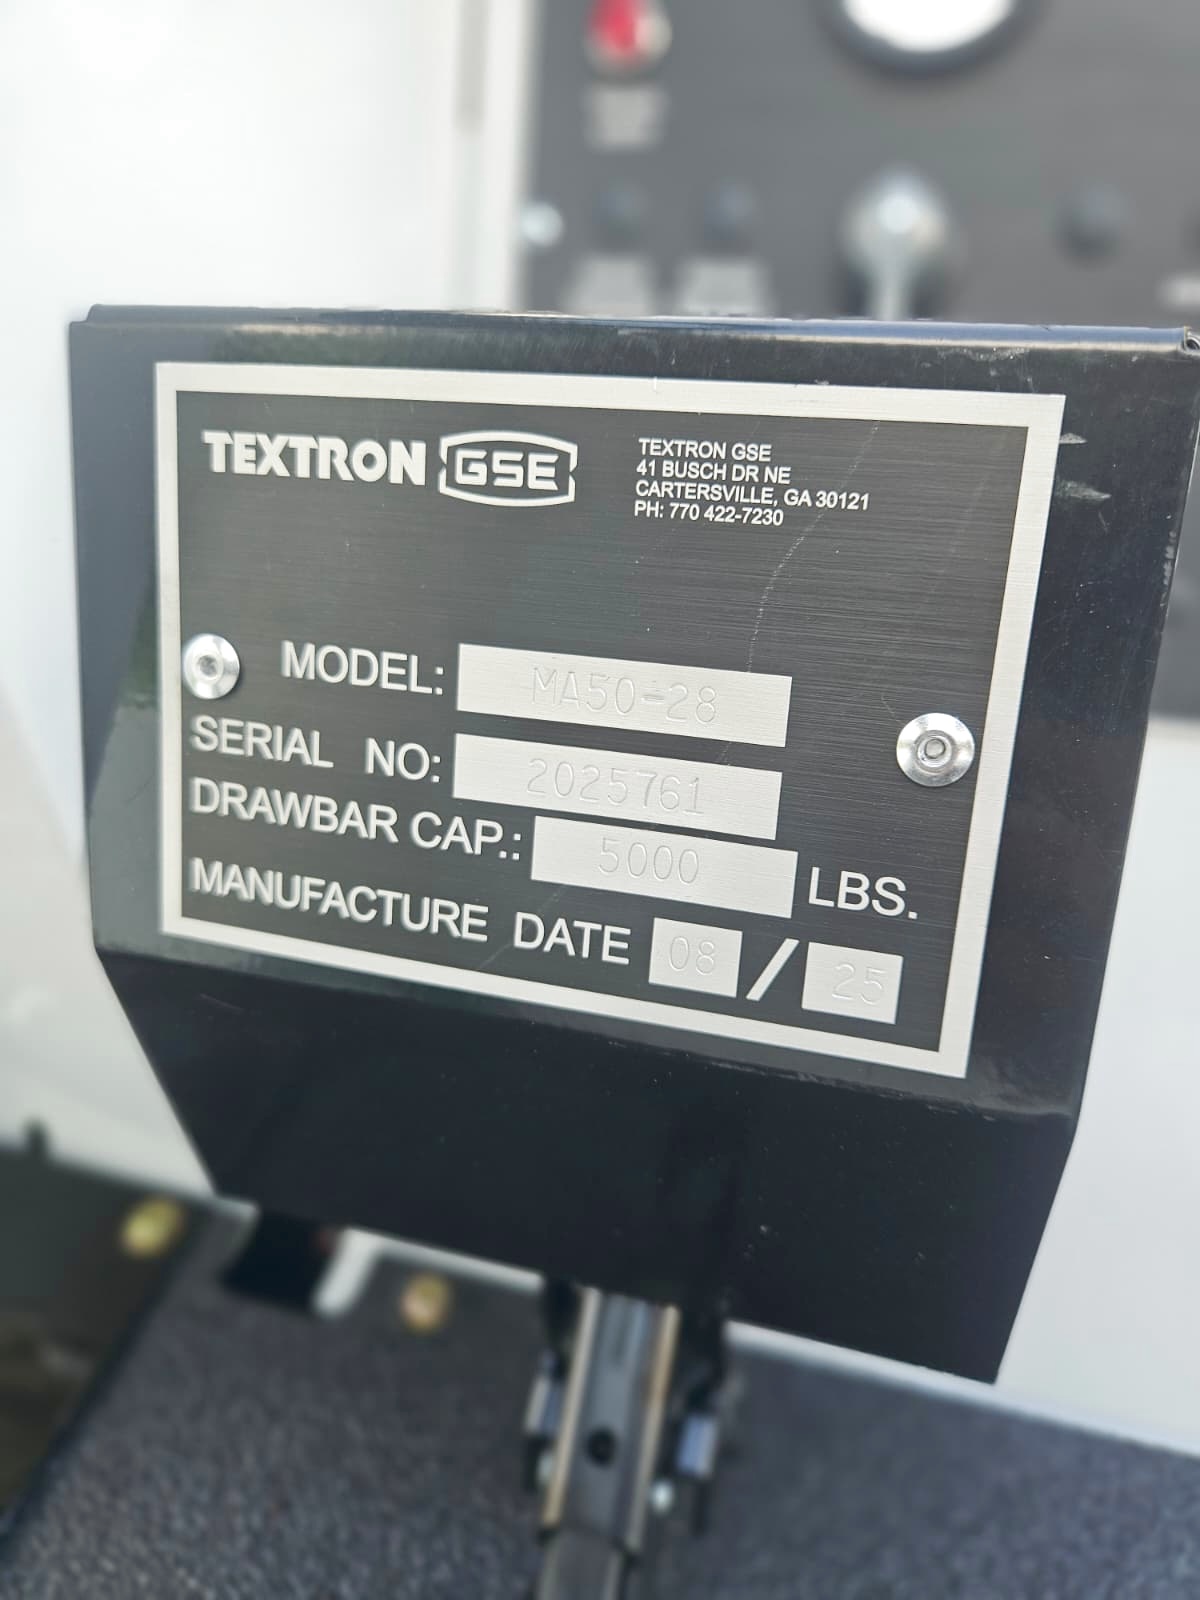 TEXTRON GSE
TEXTRON GSE
41 BUSCH DR NE
CARTERSVILLE, GA 30121
PH: 770 422-7230
MODEL: MA50-28
SERIAL NO: 2025761
DRAWBAR CAP.: 5000 LBS.
MANUFACTURE DATE 08 / 25